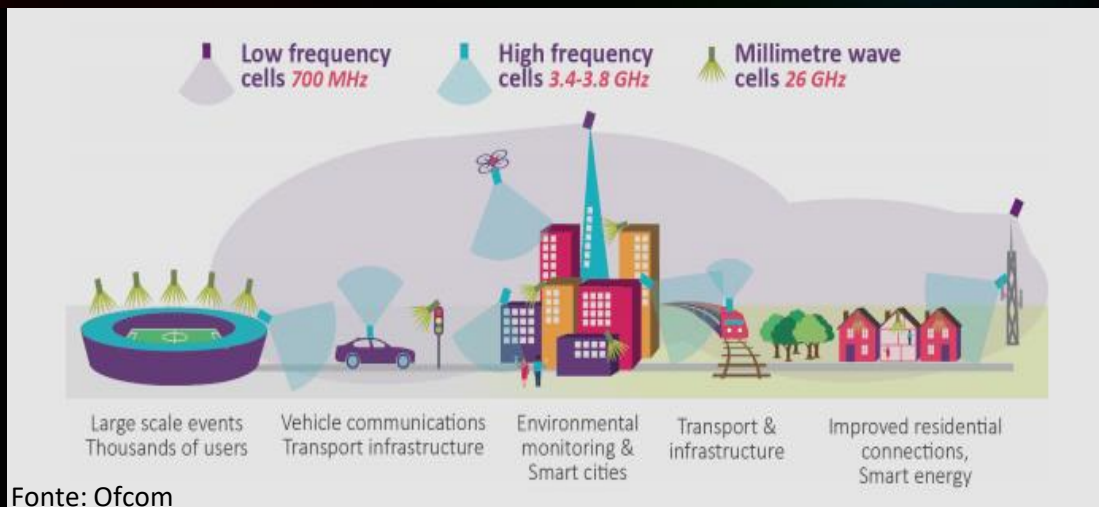 Low frequency
cells 700 MHz
High frequency
cells 3.4-3.8 GHz
Millimetre wave
cells 26 GHz
Large scale events
Thousands of users
Vehicle communications
Transport infrastructure
Environmental
monitoring &
Smart cities
Transport &
infrastructure
Improved residential
connections,
Smart energy
Fonte: Ofcom